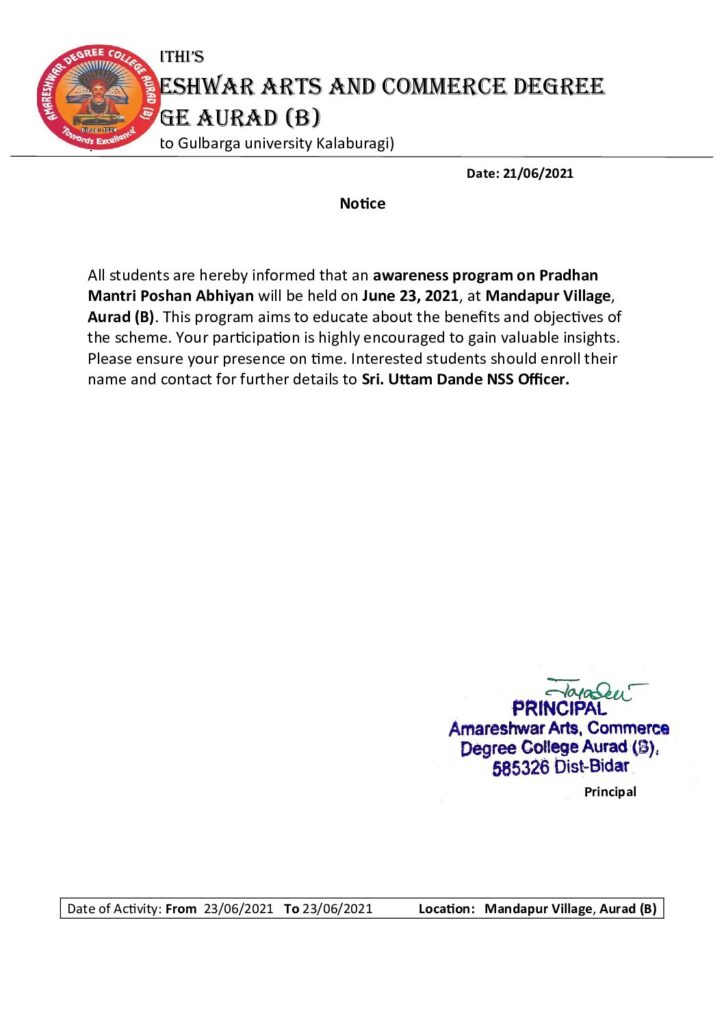 AMARESHWAR DEGREE COLLEGE AURAD (B)
"Towards Excellence"
ITHI'S
ESHWAR ARTS AND COMMERCE DEGREE
GE AURAD (B)
to Gulbarga university Kalaburagi)
Date: 21/06/2021
Notice
All students are hereby informed that an awareness program on Pradhan
Mantri Poshan Abhiyan will be held on June 23, 2021, at Mandapur Village,
Aurad (B). This program aims to educate about the benefits and objectives of
the scheme. Your participation is highly encouraged to gain valuable insights.
Please ensure your presence on time. Interested students should enroll their
name and contact for further details to Sri. Uttam Dande NSS Officer.
PRINCIPAL
Amareshwar Arts, Commerce
Degree College Aurad (B),
585326 Dist-Bidar
Principal
Date of Activity: From 23/06/2021 To 23/06/2021 Location: Mandapur Village, Aurad (B)